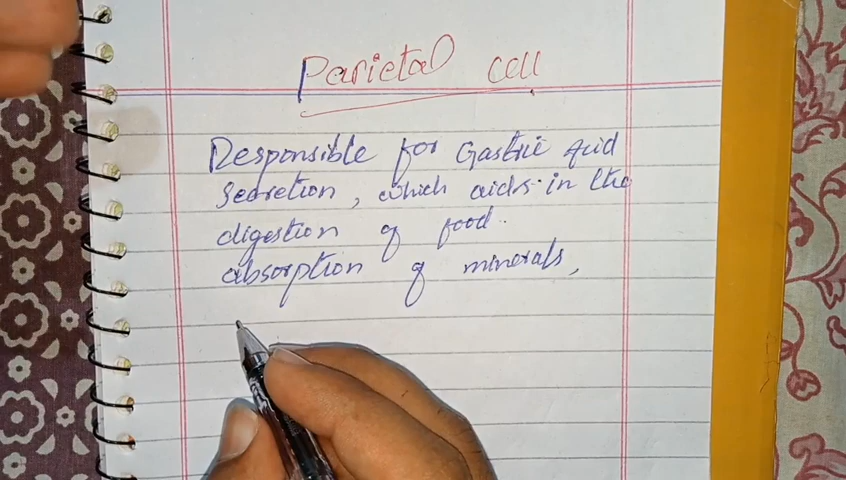 Parietal cell
Responsible for Gastric Acid
secretion, which aids in the
digestion of food.
absorption of minerals,